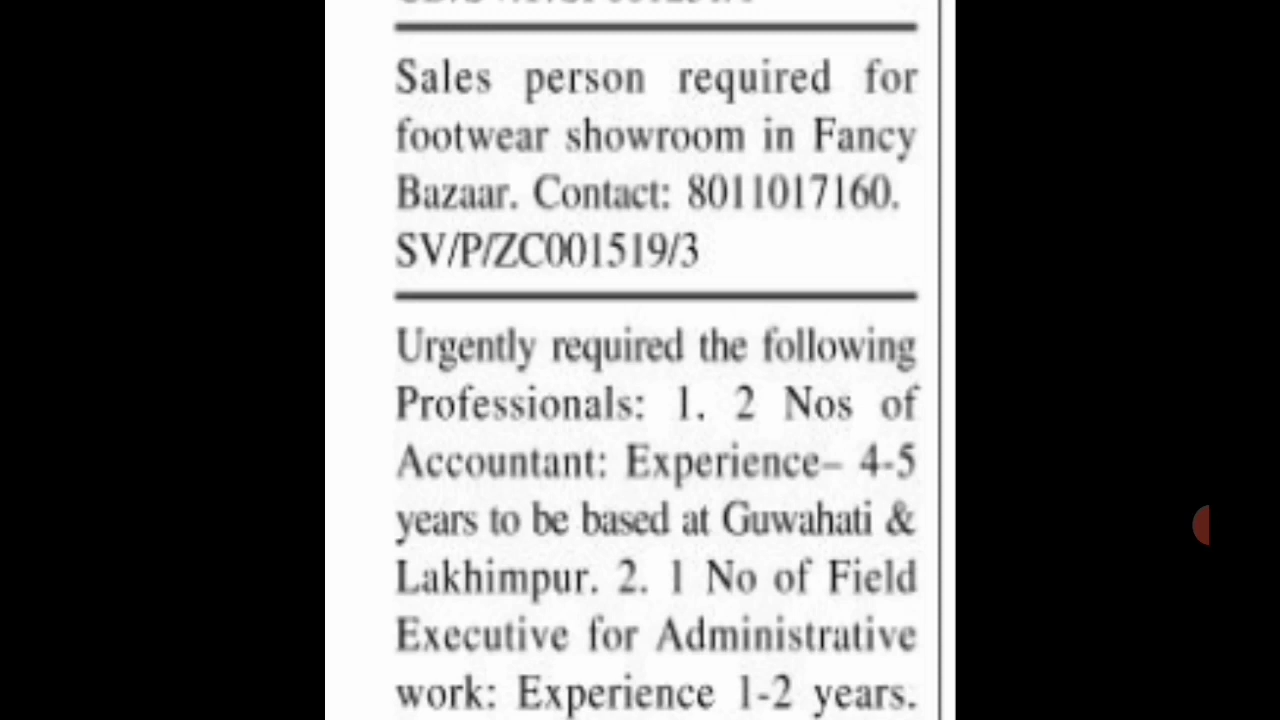 Sales person required for
footwear showroom in Fancy
Bazaar. Contact: 8011017160.
SV/P/ZC001519/3
Urgently required the following
Professionals: 1. 2 Nos of
Accountant: Experience– 4-5
years to be based at Guwahati &
Lakhimpur. 2. 1 No of Field
Executive for Administrative
work: Experience 1-2 years.